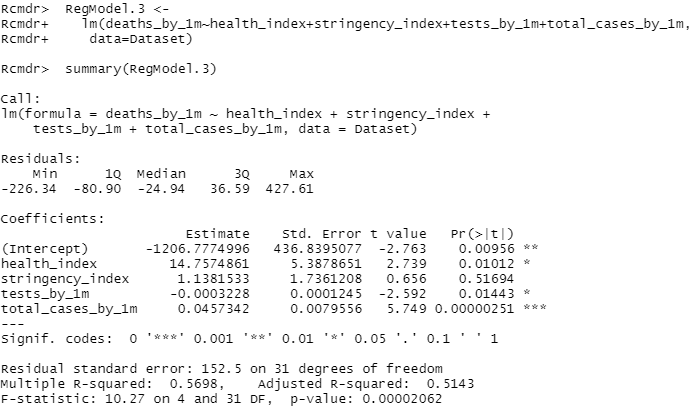 Rcmdr>  RegModel.3 <-
Rcmdr+    lm(deaths_by_1m~health_index+stringency_index+tests_by_1m+total_cases_by_1m,
Rcmdr+     data=Dataset)
Rcmdr>  summary(RegModel.3)
Call:
lm(formula = deaths_by_1m ~ health_index + stringency_index +
    tests_by_1m + total_cases_by_1m, data = Dataset)
Residuals:
    Min      1Q  Median      3Q     Max
-226.34  -80.90  -24.94   36.59  427.61
Coefficients:
                       Estimate    Std. Error t value   Pr(>|t|)
(Intercept)       -1206.7774996   436.8395077  -2.763    0.00956 **
health_index         14.7574861     5.3878651   2.739    0.01012 *
stringency_index      1.1381533     1.7361208   0.656    0.51694
tests_by_1m          -0.0003228     0.0001245  -2.592    0.01443 *
total_cases_by_1m     0.0457342     0.0079556   5.749 0.00000251 ***
---
Signif. codes:  0 '***' 0.001 '**' 0.01 '*' 0.05 '.' 0.1 ' ' 1
Residual standard error: 152.5 on 31 degrees of freedom
Multiple R-squared:  0.5698,    Adjusted R-squared:  0.5143
F-statistic: 10.27 on 4 and 31 DF,  p-value: 0.00002062